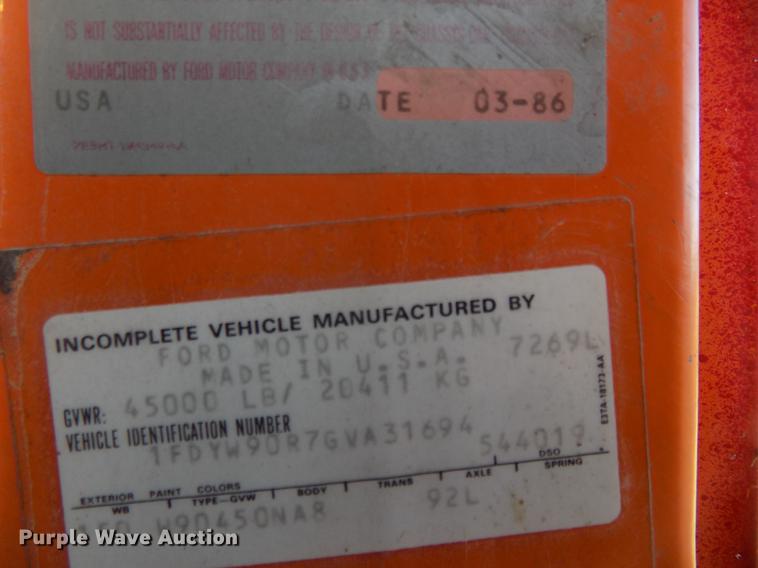 IS NOT SUBSTANTIALLY AFFECTED BY THE DESIGN OF THE CHASSIS-CAB
MANUFACTURED BY FORD MOTOR COMPANY IN
USA DATE 03-86
INCOMPLETE VEHICLE MANUFACTURED BY
FORD MOTOR COMPANY
MADE IN U.S.A. 7269L
GVWR: 45000 LB/ 20411 KG
VEHICLE IDENTIFICATION NUMBER
1FDYW90R7GVA31694 544019
E3TA-18173-AA
EXTERIOR PAINT COLORS DSO
WB TYPE-GVW BODY TRANS AXLE SPRING
W90450NA8 92L
Purple Wave Auction